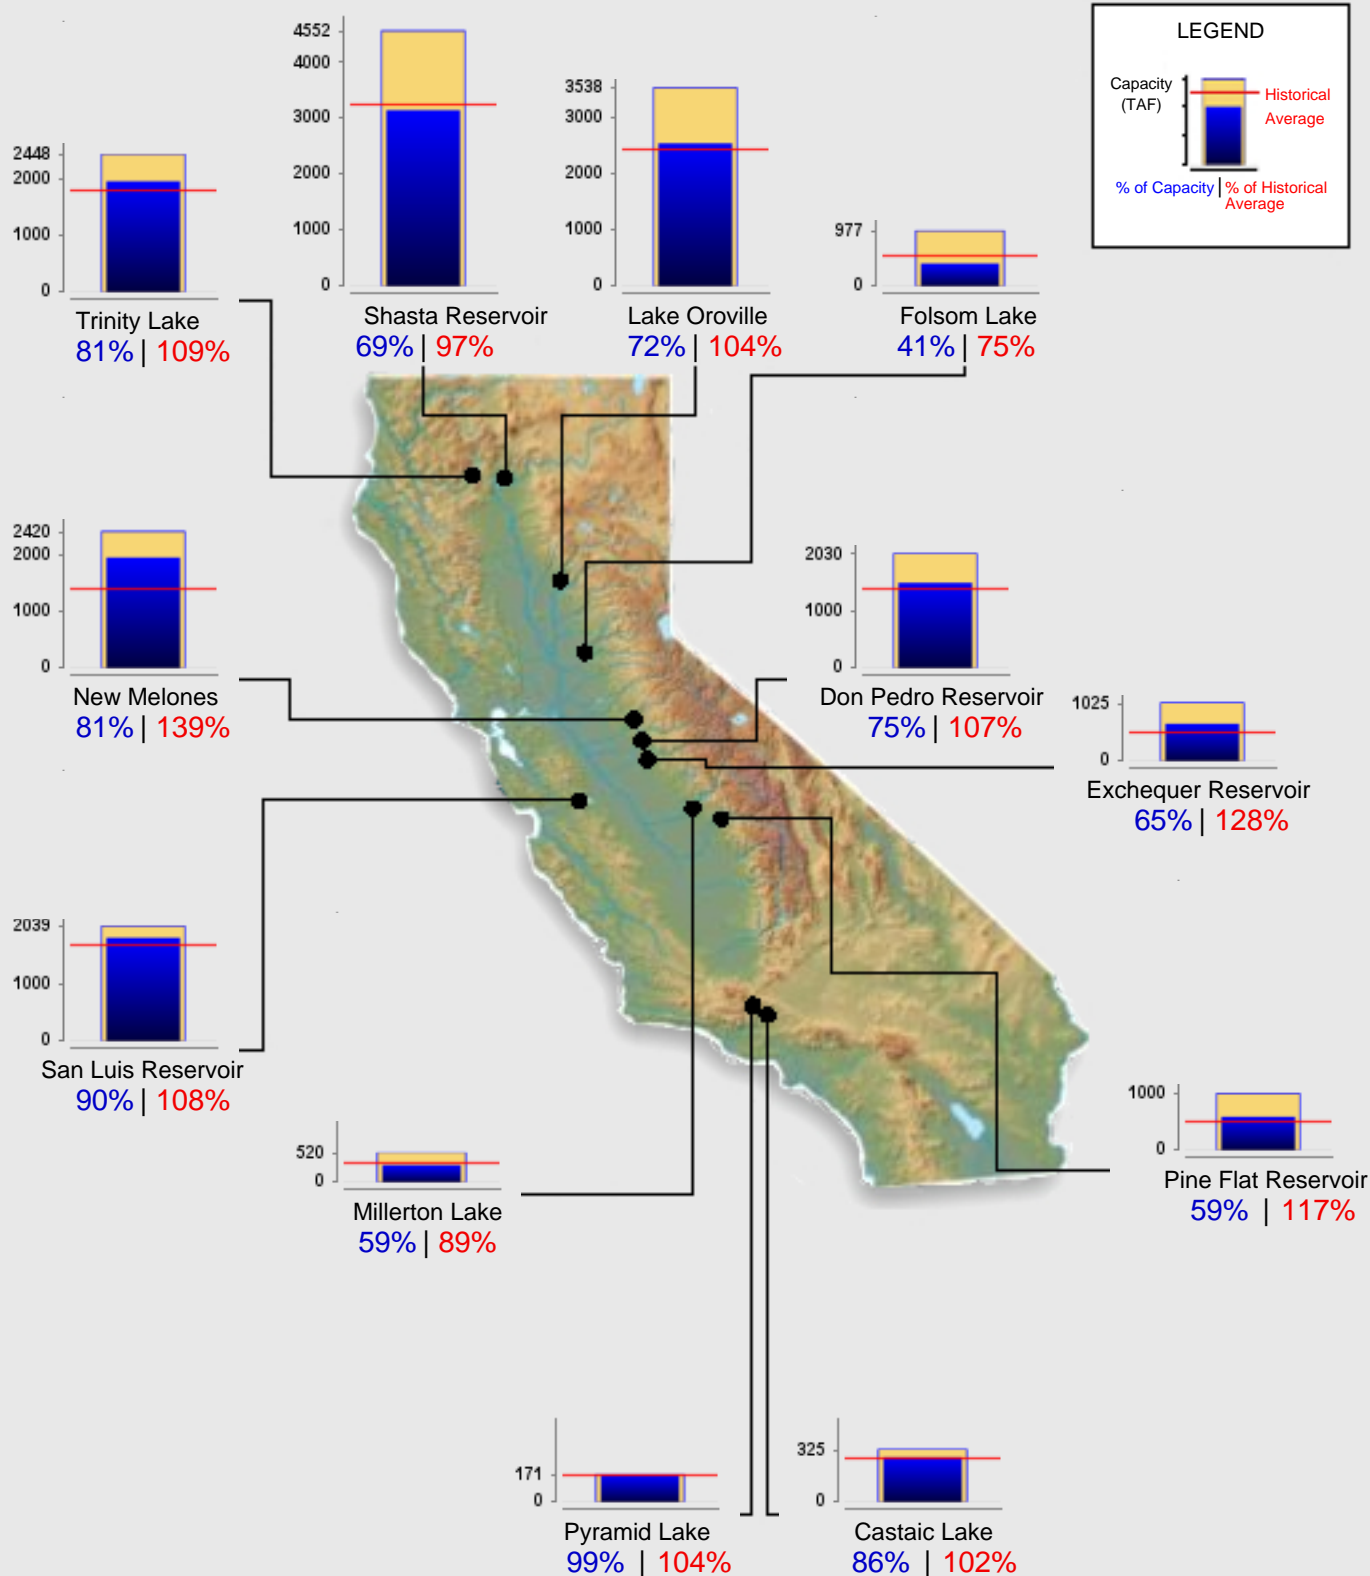 LEGEND
Capacity
(TAF)
Historical
Average
% of Capacity | % of Historical
Average
4552
4000
3000
2000
1000
0
Shasta Reservoir
69% | 97%
3538
3000
2000
1000
0
Lake Oroville
72% | 104%
977
0
Folsom Lake
41% | 75%
2448
2000
1000
0
Trinity Lake
81% | 109%
2420
2000
1000
0
New Melones
81% | 139%
2030
1000
0
Don Pedro Reservoir
75% | 107%
1025
0
Exchequer Reservoir
65% | 128%
2039
1000
0
San Luis Reservoir
90% | 108%
520
0
Millerton Lake
59% | 89%
1000
0
Pine Flat Reservoir
59% | 117%
171
0
Pyramid Lake
99% | 104%
325
0
Castaic Lake
86% | 102%